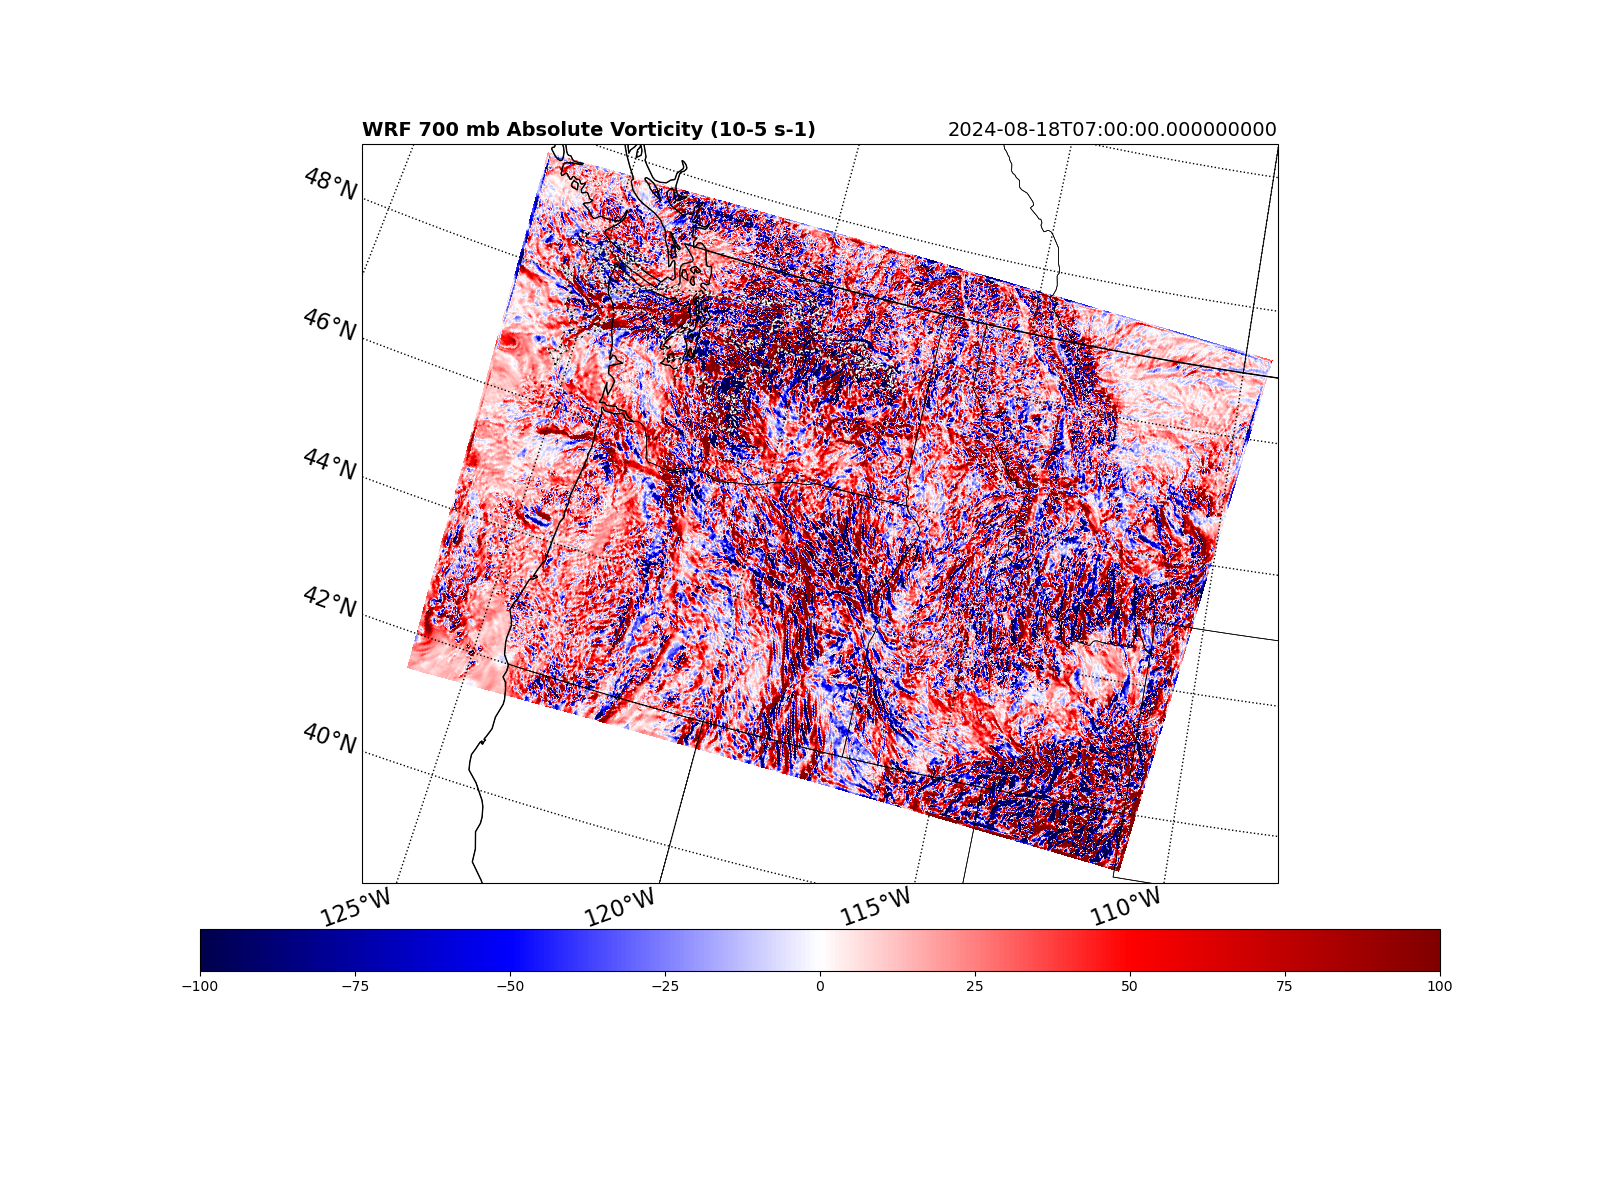 WRF 700 mb Absolute Vorticity (10-5 s-1) 2024-08-18T07:00:00.000000000
48°N
46°N
44°N
42°N
40°N
125°W 120°W 115°W 110°W
−100 −75 −50 −25 0 25 50 75 100